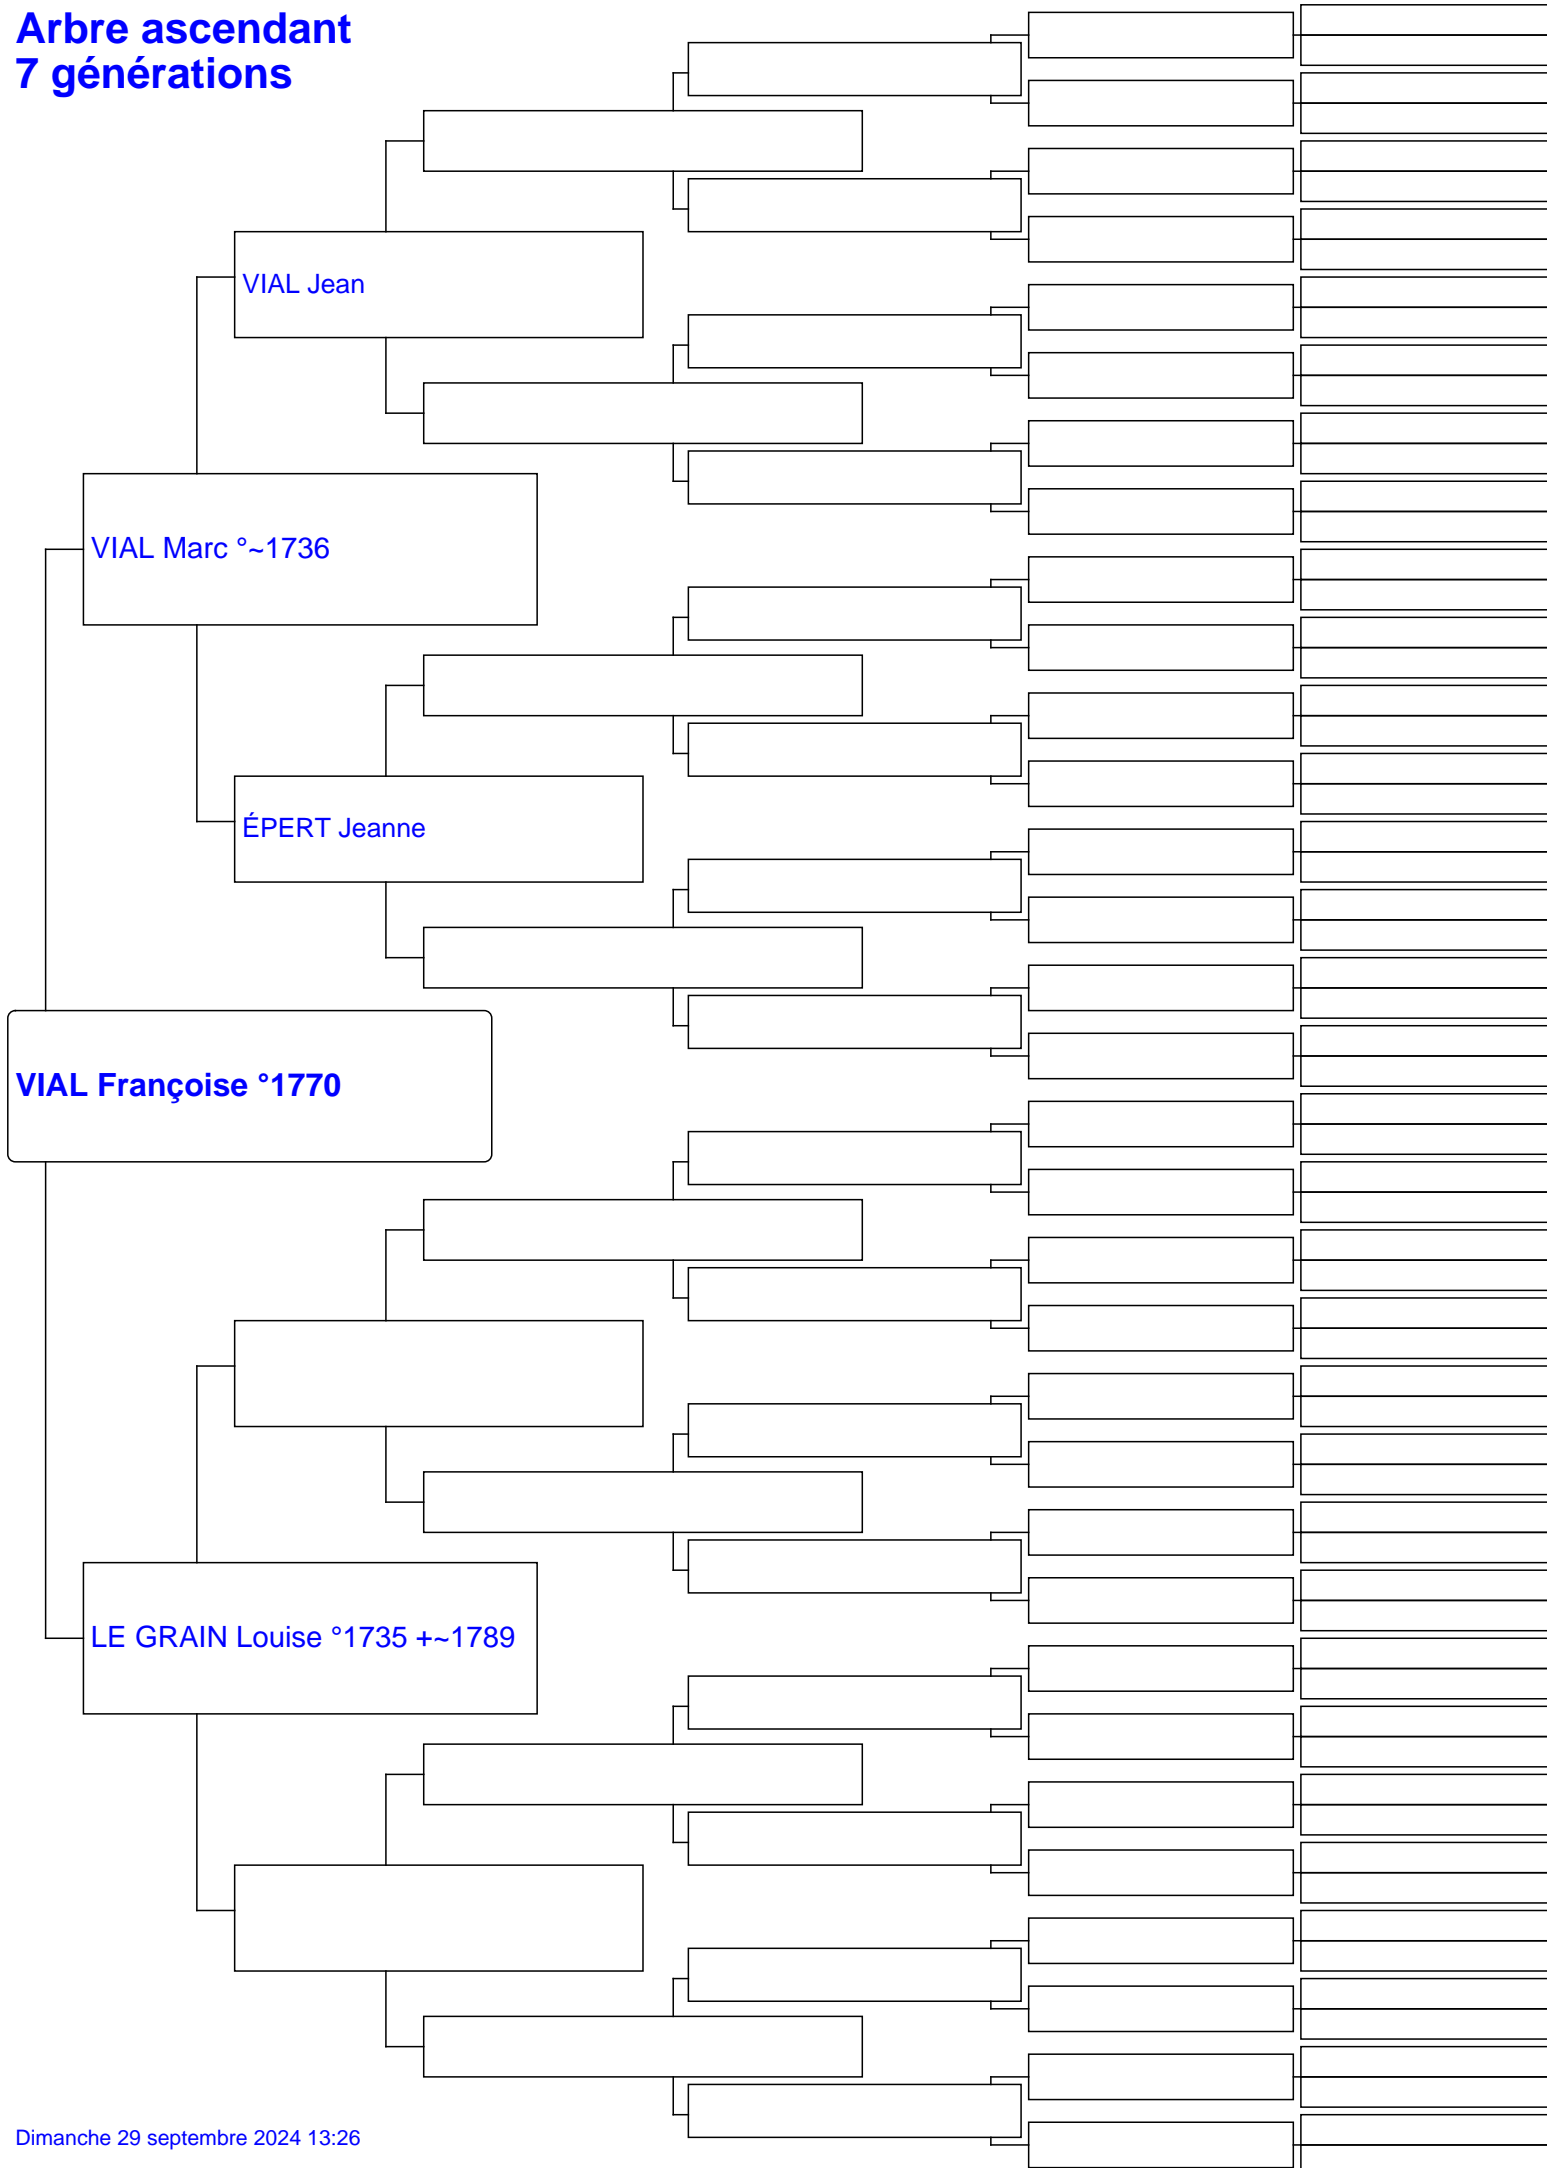 Arbre ascendant
7 générations
VIAL Jean
VIAL Marc °~1736
ÉPERT Jeanne
VIAL Françoise °1770
LE GRAIN Louise °1735 +~1789
Dimanche 29 septembre 2024 13:26